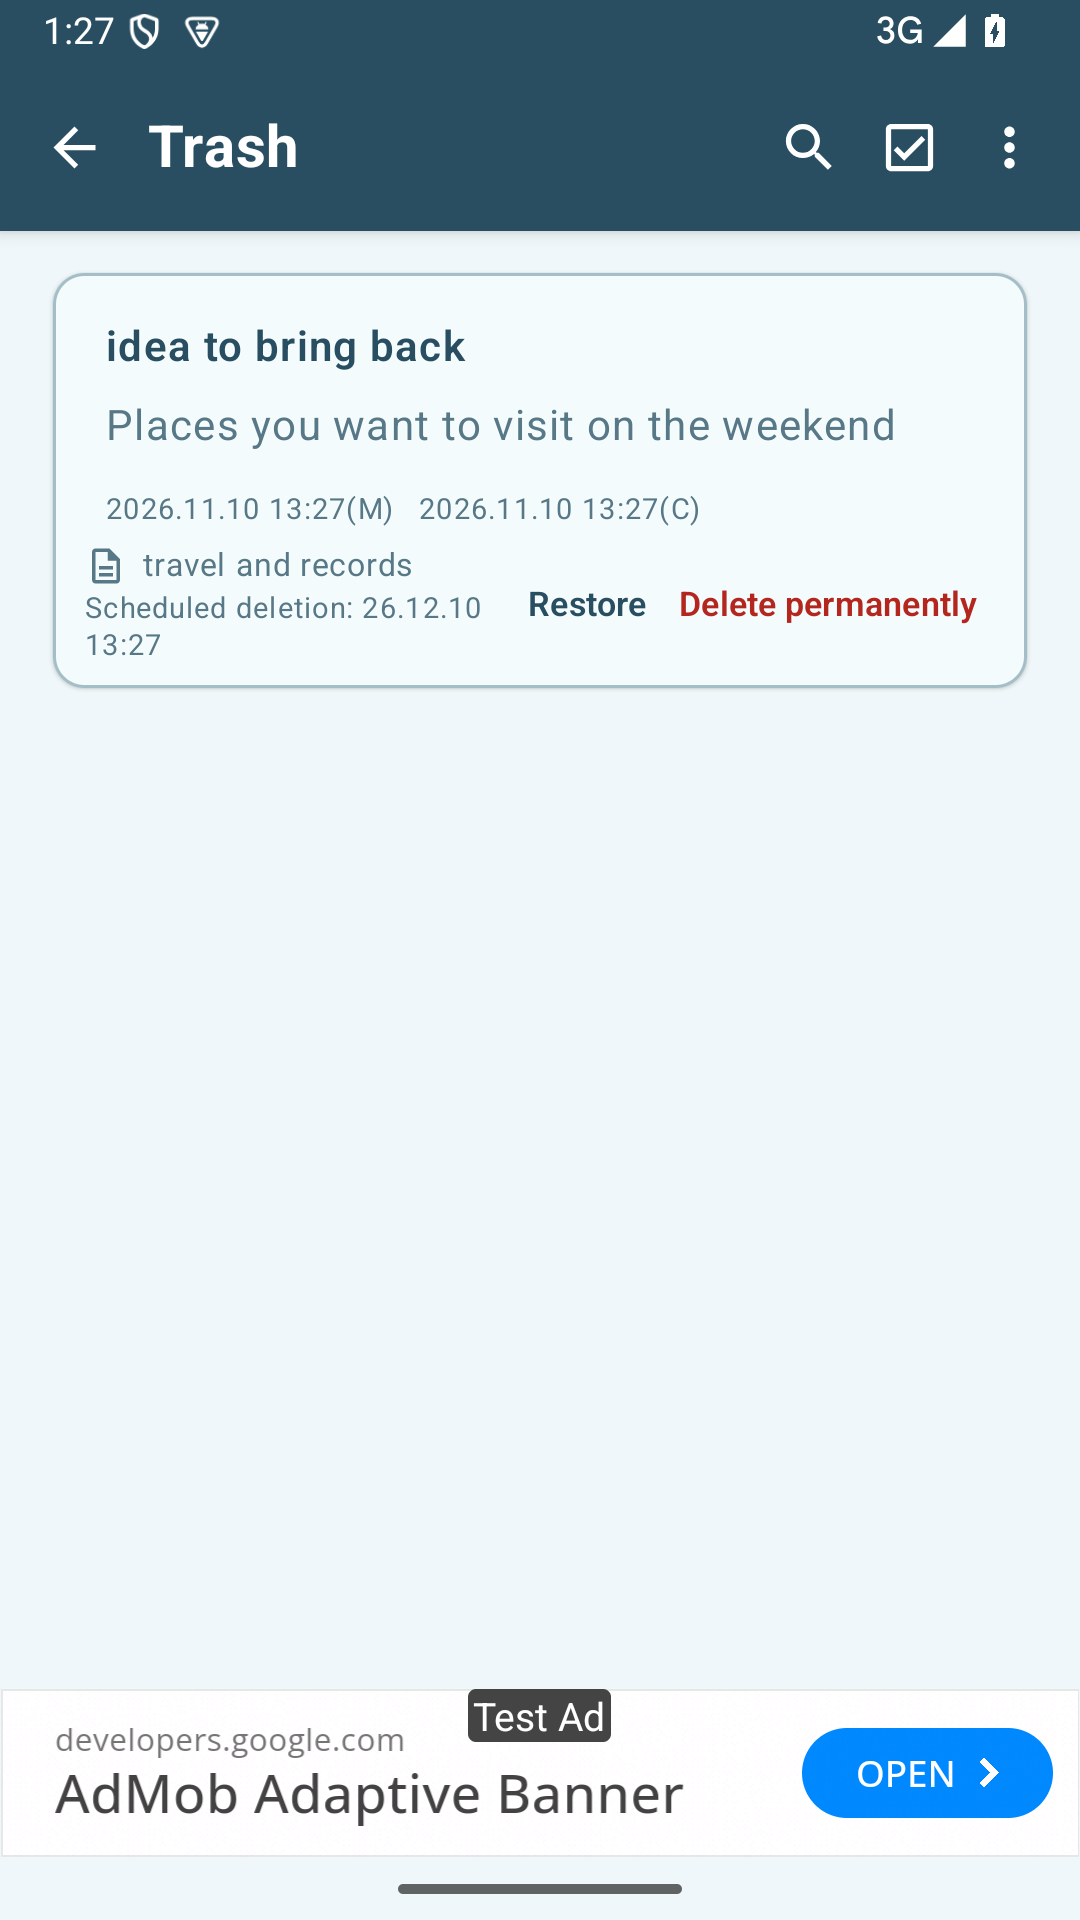 1:27
3G
Trash
idea to bring back
Places you want to visit on the weekend
2026.11.10 13:27(M) 2026.11.10 13:27(C)
travel and records
Scheduled deletion: 26.12.10
13:27
Restore
Delete permanently
Test Ad
developers.google.com
AdMob Adaptive Banner
OPEN